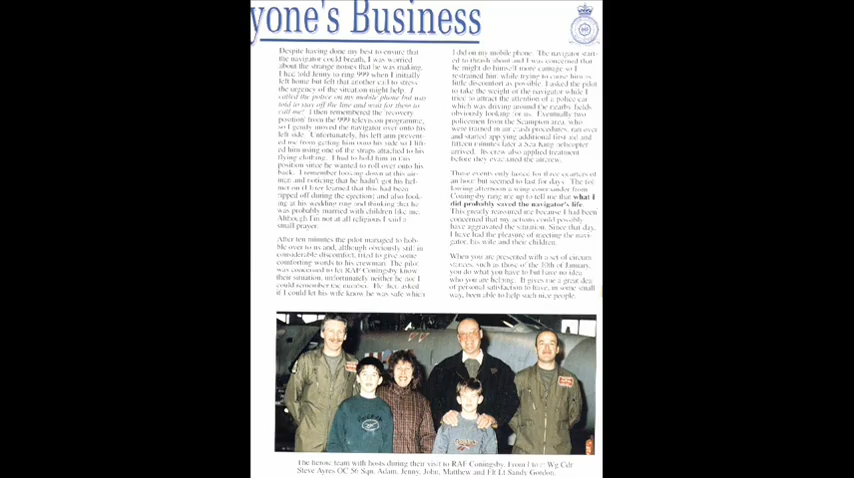 yone's Business
Despite having done my best to ensure that
the navigator could breath, I was worried
about the strange noises that he was making.
I had told Jenny to ring 999 when I initially
left home but felt that another call to stress
the urgency of the situation might help. I
called the police on my mobile phone but was
told to stay off the line and wait for them to
call me! I then remembered the 'recovery
position' from the 999 television programme,
so I gently moved the navigator over onto his
left side. Unfortunately, his left arm prevent-
ed me from getting him onto his side so I lift-
ed him using one of the straps attached to his
flying clothing. I had to hold him in this
position since he wanted to roll over onto his
back. I remember looking down at this air-
man and noticing that he hadn't got his hel-
met on (I later learned that this had been
ripped off during the ejection) and also look-
ing at his wedding ring and thinking that he
was probably married with children like me.
Although I'm not at all religious I said a
small prayer.
After ten minutes the pilot managed to hob-
ble over to us and, although obviously still in
considerable discomfort, tried to give some
comforting words to his crewman. The pilot
was concerned to let RAF Coningsby know
their situation, unfortunately neither he nor I
could remember the number. He then asked
if I could let his wife know he was safe which
I did on my mobile phone. The navigator start-
ed to thrash about and I was concerned that
he might do himself more damage so I
restrained him while trying to cause him as
little discomfort as possible. I asked the pilot
to take the weight of the navigator while I
tried to attract the attention of a police car
which was driving around the nearby fields
obviously looking for us. Eventually two
policemen from the Scampton area, who
were trained in air crash procedures, ran over
and started applying additional first aid and
fifteen minutes later a Sea King helicopter
arrived. Its crew also applied treatment
before they evacuated the aircrew.
Those events only lasted for three quarters of
an hour but seemed to last for days. The fol-
lowing afternoon a wing commander from
Coningsby rang me up to tell me that what I
did probably saved the navigator's life.
This greatly reassured me because I had been
concerned that my actions could possibly
have aggravated the situation. Since that day,
I have had the pleasure of meeting the navi-
gator, his wife and their children.
When you are presented with a set of circum
stances, such as those of the 10th of January,
you do what you have to but have no idea
who you are helping. It gives me a great deal
of personal satisfaction to have, in some small
way, been able to help such nice people.
The heroic team with hosts during their visit to RAF Coningsby. From l to r: Wg Cdr
Steve Ayres OC 56 Sqn, Adam, Jenny, John, Matthew and Flt Lt Sandy Gordon.